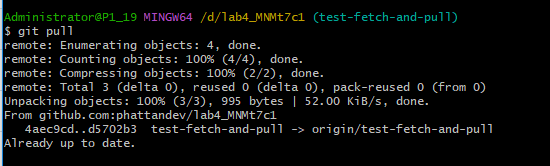 Administrator@P1_19 MINGW64 /d/lab4_MNMt7c1 (test-fetch-and-pull)
$ git pull
remote: Enumerating objects: 4, done.
remote: Counting objects: 100% (4/4), done.
remote: Compressing objects: 100% (2/2), done.
remote: Total 3 (delta 0), reused 0 (delta 0), pack-reused 0 (from 0)
Unpacking objects: 100% (3/3), 995 bytes | 52.00 KiB/s, done.
From github.com:phattandev/lab4_MNMt7c1
   4aec9cd..d5702b3  test-fetch-and-pull -> origin/test-fetch-and-pull
Already up to date.